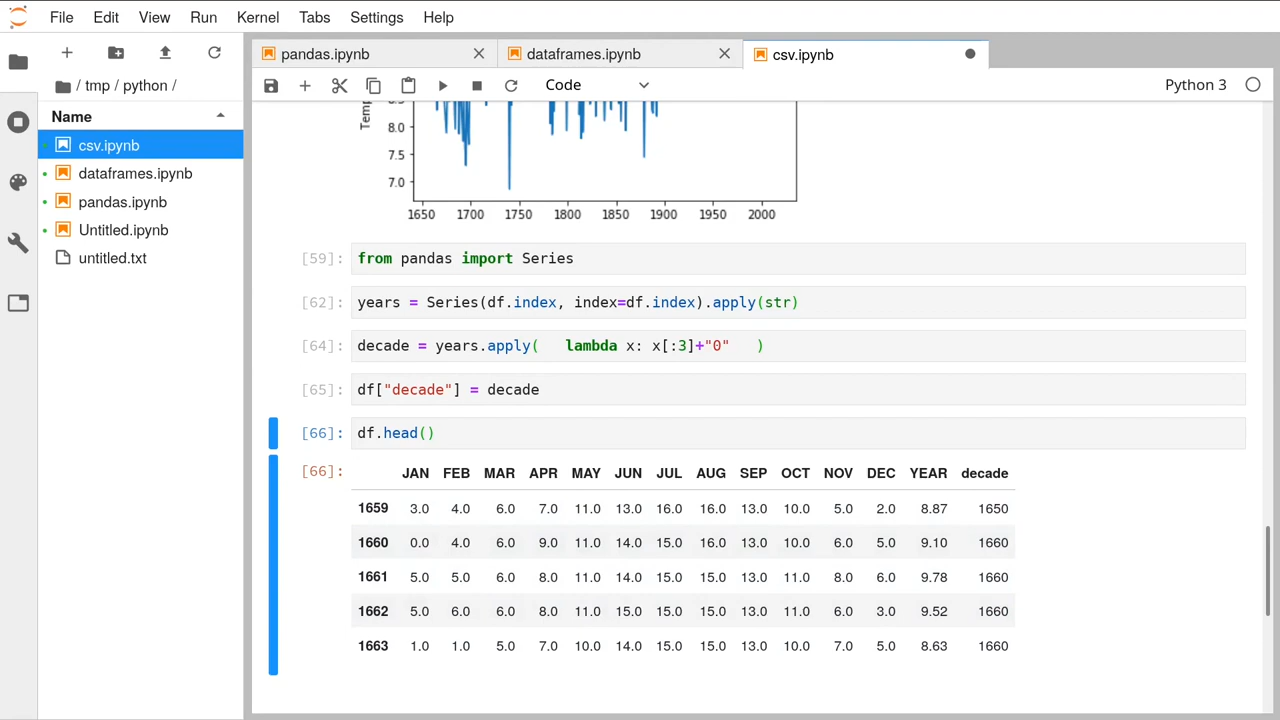 File Edit View Run Kernel Tabs Settings Help
pandas.ipynb
dataframes.ipynb
csv.ipynb
Code
Python 3
/ tmp / python /
Name
csv.ipynb
dataframes.ipynb
pandas.ipynb
Untitled.ipynb
untitled.txt
Temp
8.5
8.0
7.5
7.0
1650 1700 1750 1800 1850 1900 1950 2000
[59]: from pandas import Series
[62]: years = Series(df.index, index=df.index).apply(str)
[64]: decade = years.apply(   lambda x: x[:3]+"0"   )
[65]: df["decade"] = decade
[66]: df.head()
[66]: JAN FEB MAR APR MAY JUN JUL AUG SEP OCT NOV DEC YEAR decade
1659 3.0 4.0 6.0 7.0 11.0 13.0 16.0 16.0 13.0 10.0 5.0 2.0 8.87 1650
1660 0.0 4.0 6.0 9.0 11.0 14.0 15.0 16.0 13.0 10.0 6.0 5.0 9.10 1660
1661 5.0 5.0 6.0 8.0 11.0 14.0 15.0 15.0 13.0 11.0 8.0 6.0 9.78 1660
1662 5.0 6.0 6.0 8.0 11.0 15.0 15.0 15.0 13.0 11.0 6.0 3.0 9.52 1660
1663 1.0 1.0 5.0 7.0 10.0 14.0 15.0 15.0 13.0 10.0 7.0 5.0 8.63 1660